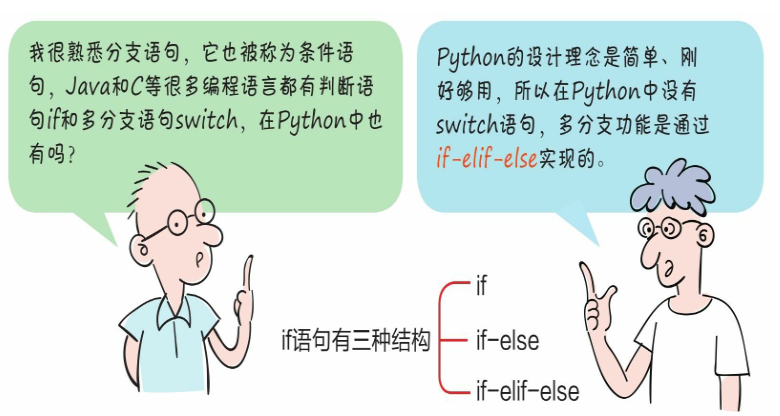 我很熟悉分支语句，它也被称为条件语
句，Java和C等很多编程语言都有判断语
句if和多分支语句switch，在Python中也
有吗？
Python的设计理念是简单、刚
好够用，所以在Python中没有
switch语句，多分支功能是通过
if-elif-else实现的。
if语句有三种结构
if
if-else
if-elif-else